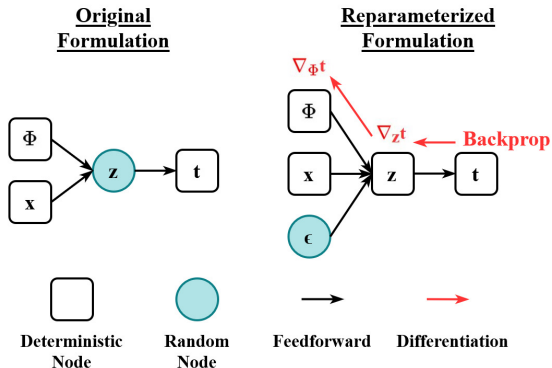 Original
Formulation
Reparameterized
Formulation
∇Φt
Φ
Φ
∇zt
Backprop
z
t
x
x
z
t
ϵ
Deterministic
Node
Random
Node
Feedforward
Differentiation